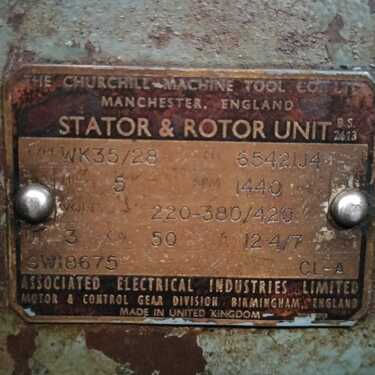 THE CHURCHILL MACHINE TOOL CO. LTD
MANCHESTER, ENGLAND
STATOR & ROTOR UNIT B.S. 2613
WK35/28 65421J4
5 1440
220-380/420
3 50 12·4/7
SW18675 CL-A
ASSOCIATED ELECTRICAL INDUSTRIES LIMITED
MOTOR & CONTROL GEAR DIVISION BIRMINGHAM, ENGLAND
MADE IN UNITED KINGDOM